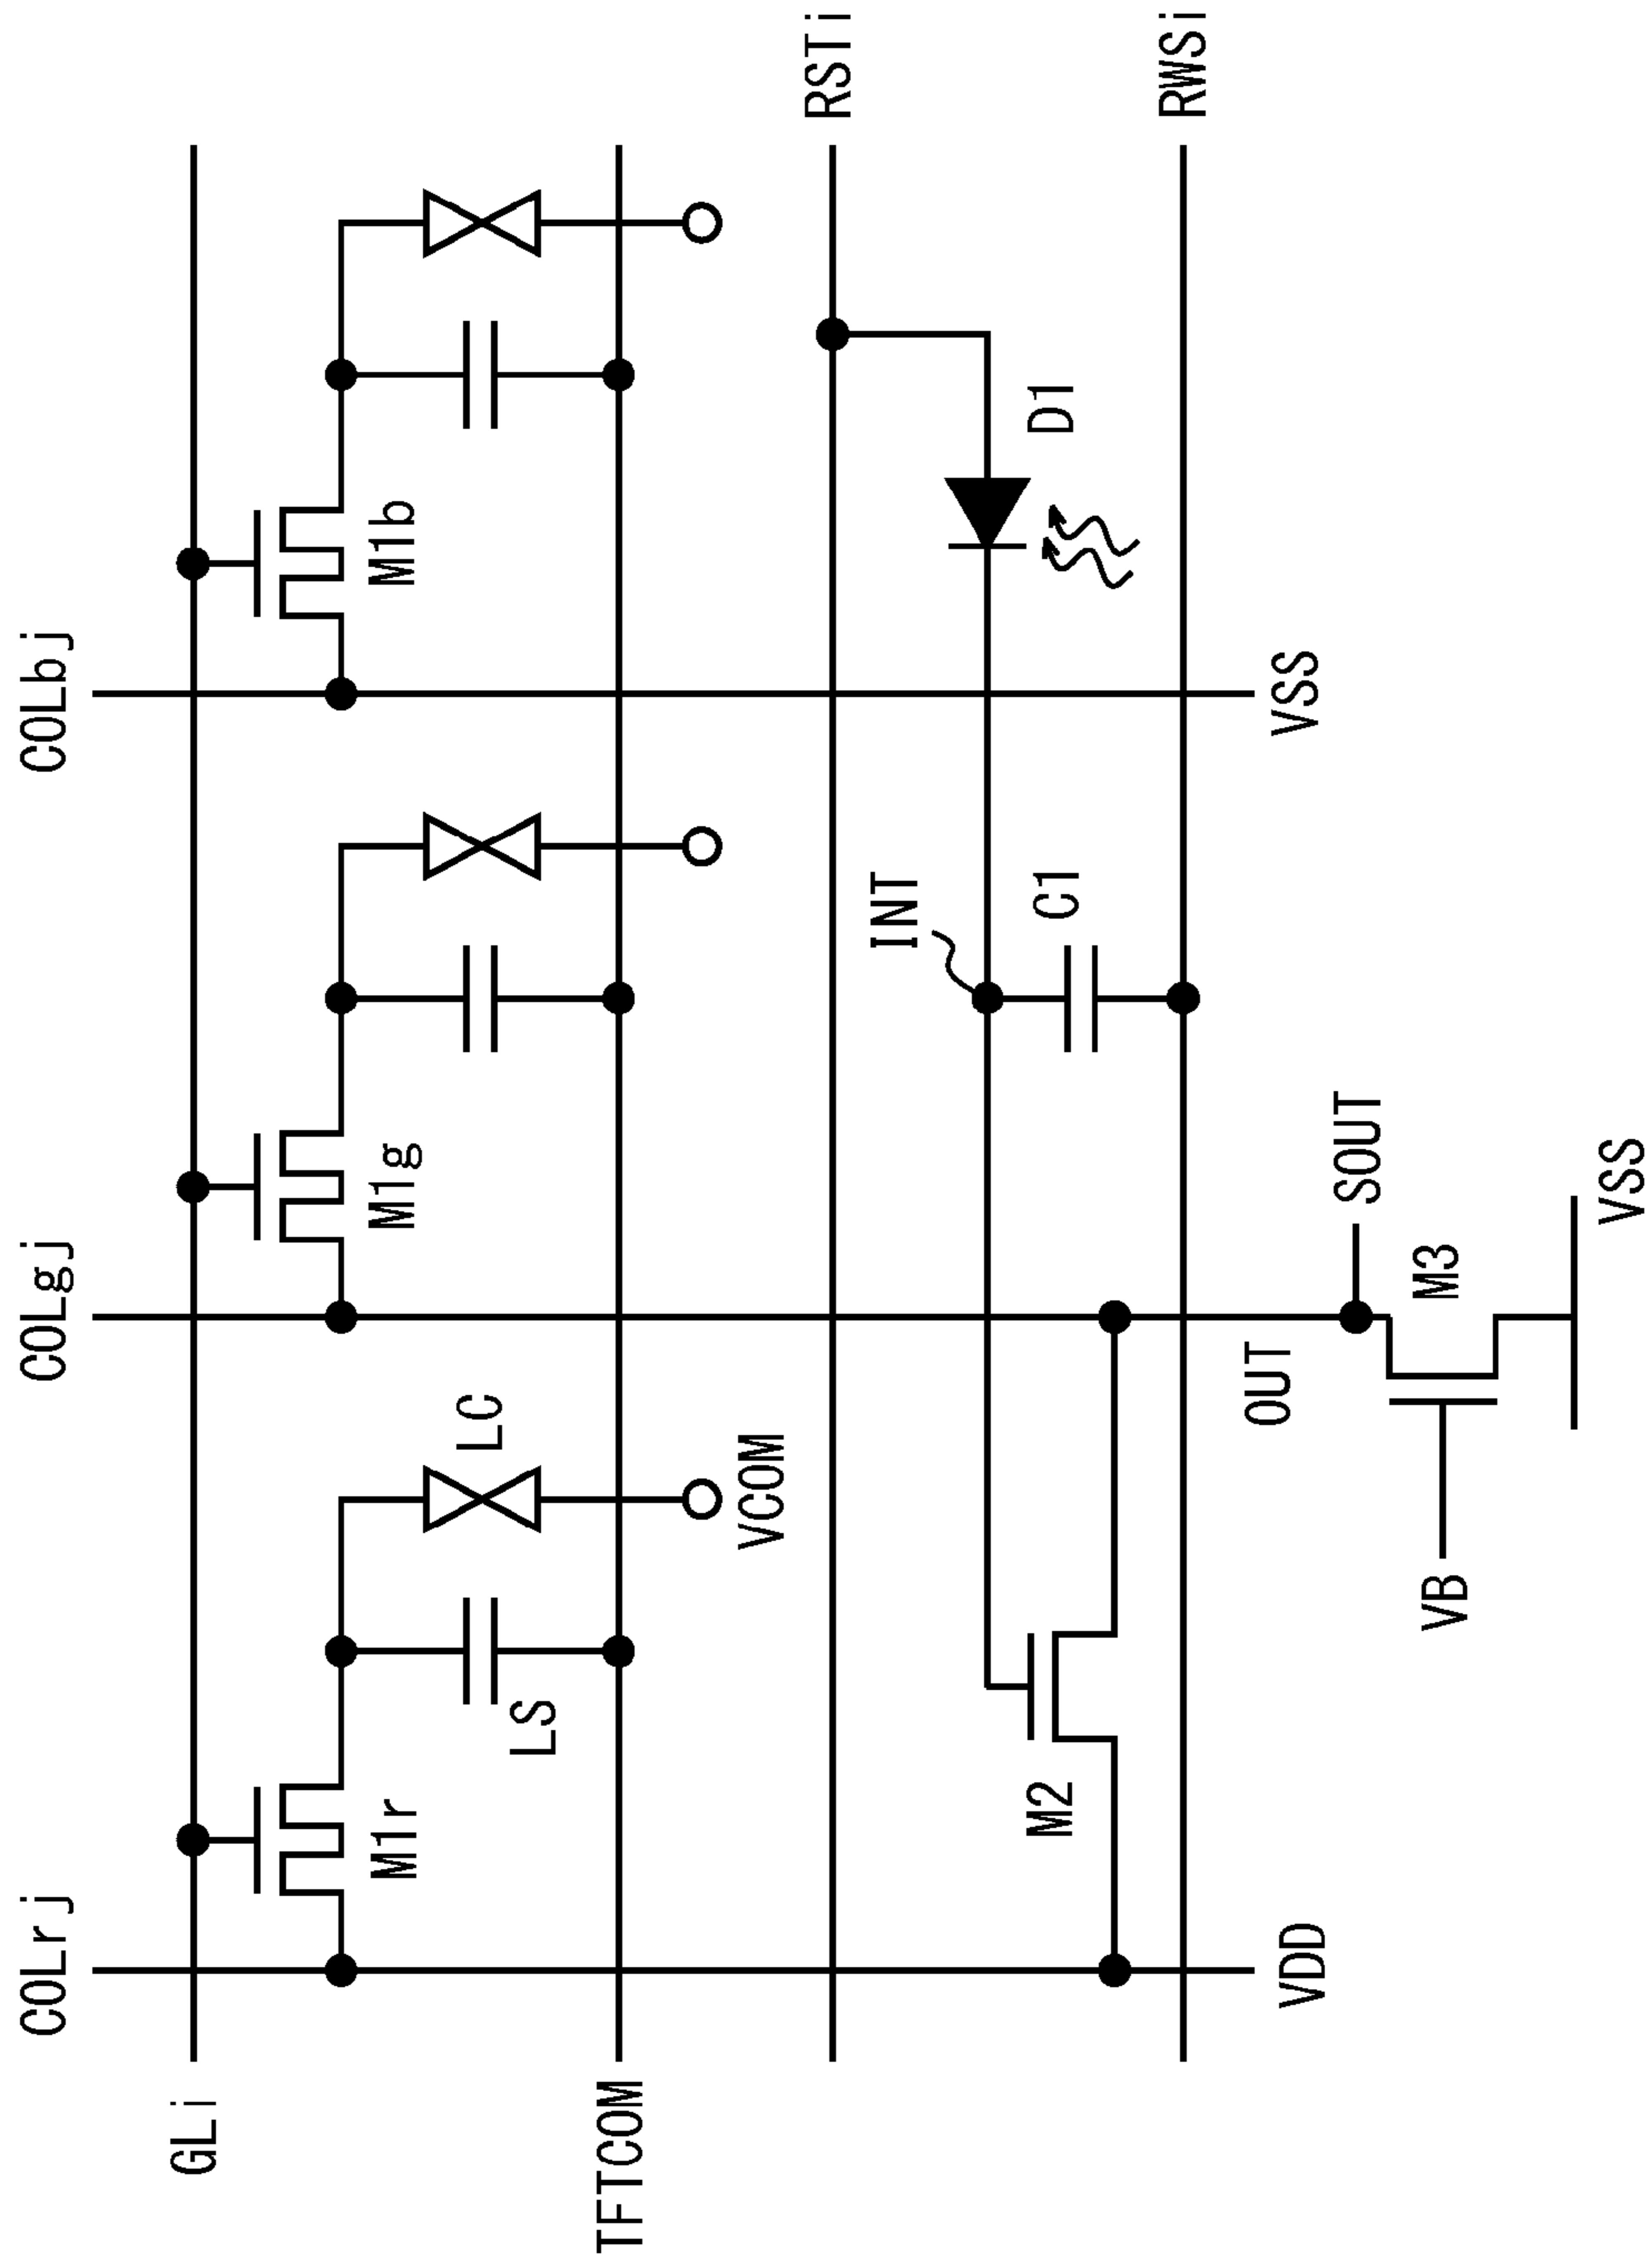 COLrj
COLgj
COLbj
GLi
M1r
M1g
M1b
LS
LC
TFTCOM
VCOM
RSTi
INT
D1
M2
C1
RWSi
OUT
VDD
VSS
SOUT
VB
M3
VSS